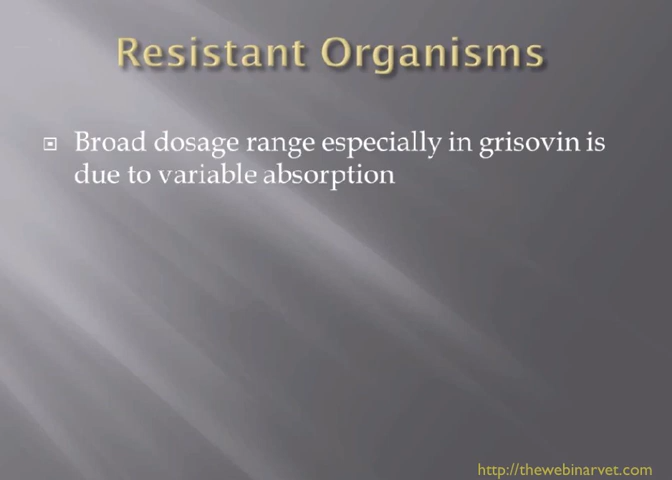 Resistant Organisms
Broad dosage range especially in grisovin is
due to variable absorption
http://thewebinarvet.com